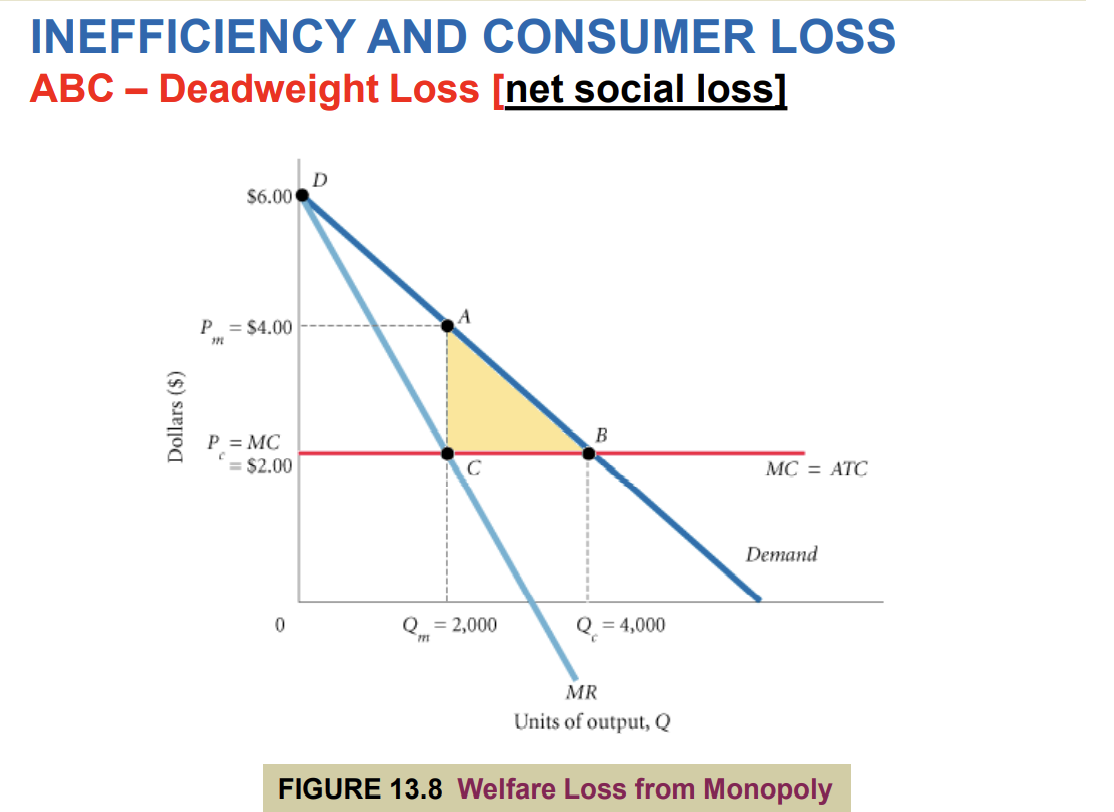 INEFFICIENCY AND CONSUMER LOSS
ABC – Deadweight Loss [net social loss]
D
$6.00
A
P_m = $4.00
Dollars ($)
B
P_c = MC
= $2.00
C
MC = ATC
Demand
0
Q_m = 2,000
Q_c = 4,000
MR
Units of output, Q
FIGURE 13.8 Welfare Loss from Monopoly